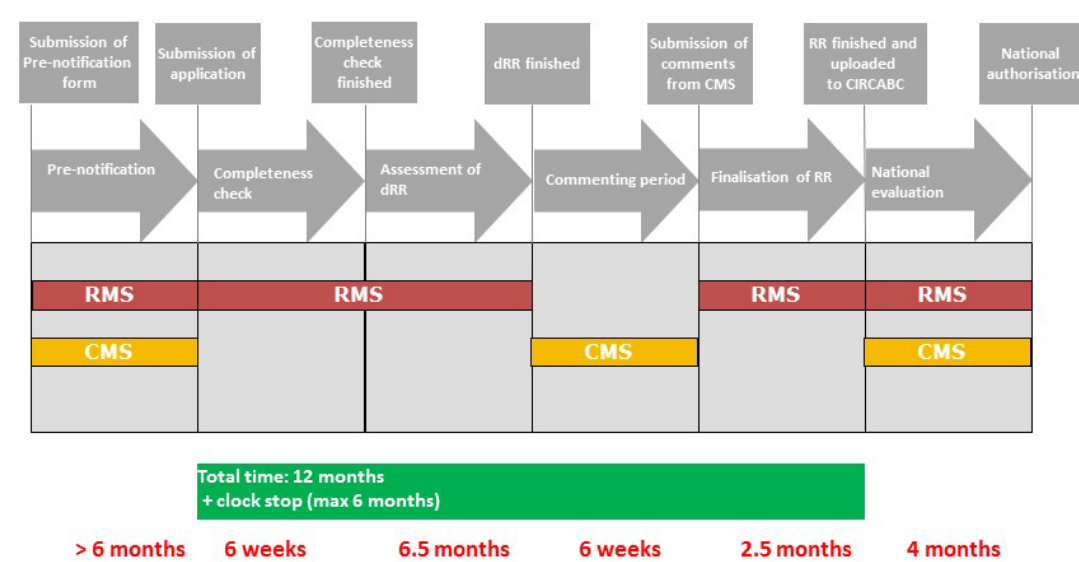 Submission of
Pre-notification
form
Submission of
application
Completeness
check
finished
dRR finished
Submission of
comments
from CMS
RR finished and
uploaded
to CIRCABC
National
authorisation
Pre-notification
Completeness
check
Assessment of
dRR
Commenting period
Finalisation of RR
National
evaluation
RMS
RMS
RMS
RMS
CMS
CMS
CMS
Total time: 12 months
+ clock stop (max 6 months)
> 6 months
6 weeks
6.5 months
6 weeks
2.5 months
4 months